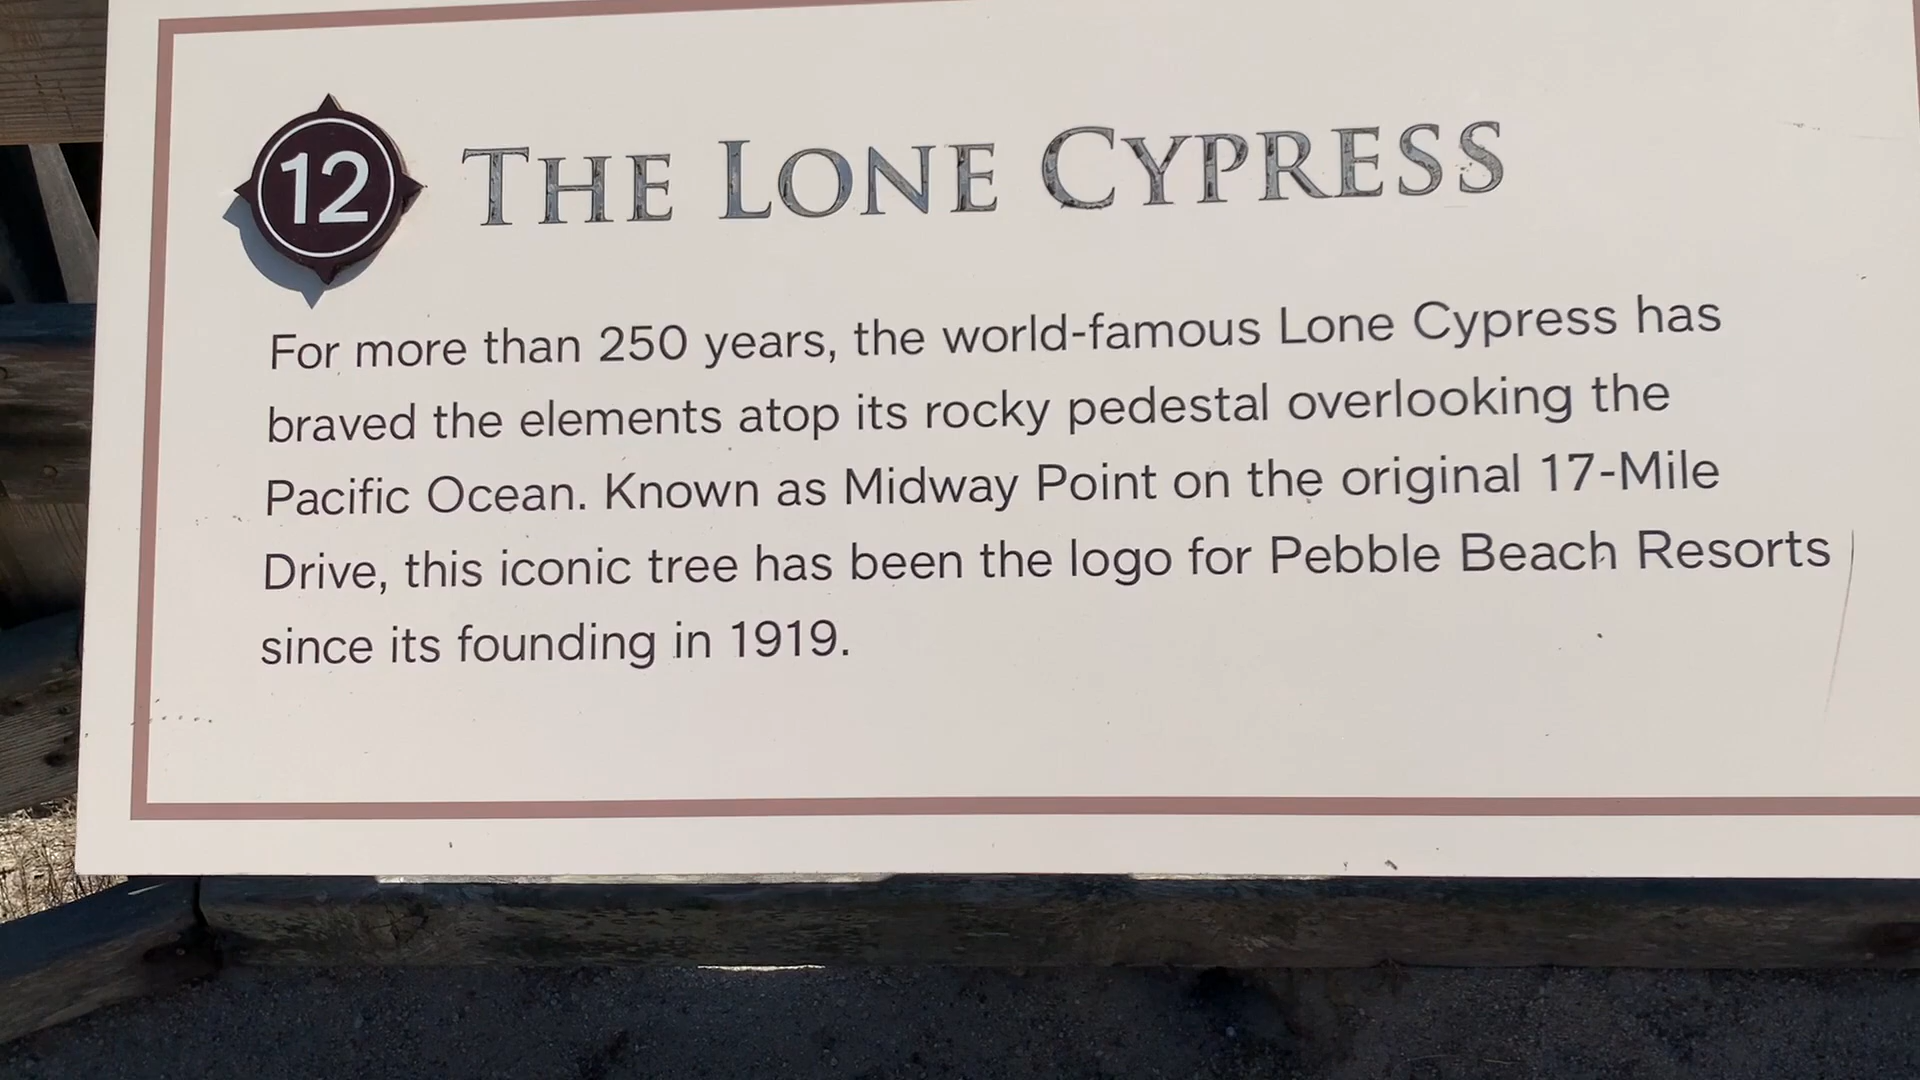 12
THE LONE CYPRESS
For more than 250 years, the world-famous Lone Cypress has
braved the elements atop its rocky pedestal overlooking the
Pacific Ocean. Known as Midway Point on the original 17-Mile
Drive, this iconic tree has been the logo for Pebble Beach Resorts
since its founding in 1919.